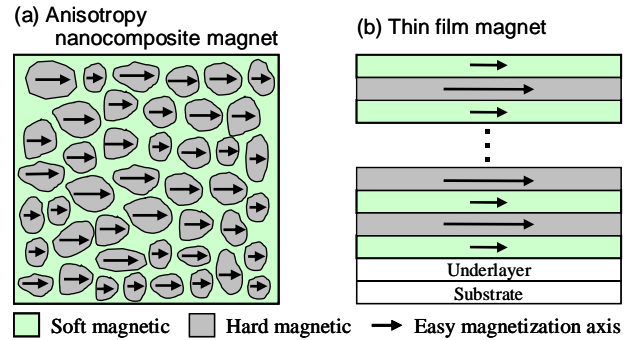 (a) Anisotropy
nanocomposite magnet
(b) Thin film magnet
Underlayer
Substrate
Soft magnetic
Hard magnetic
Easy magnetization axis